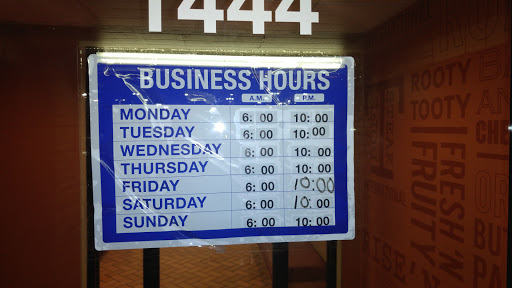 1444
BUSINESS HOURS
A.M. P.M.
MONDAY 6: 00 10: 00
TUESDAY 6: 00 10: 00
WEDNESDAY 6: 00 10: 00
THURSDAY 6: 00 10: 00
FRIDAY 6: 00 10:00
SATURDAY 6: 00 10: 00
SUNDAY 6: 00 10: 00
ROOTY
TOOTY
FRESH 'N
FRUITY